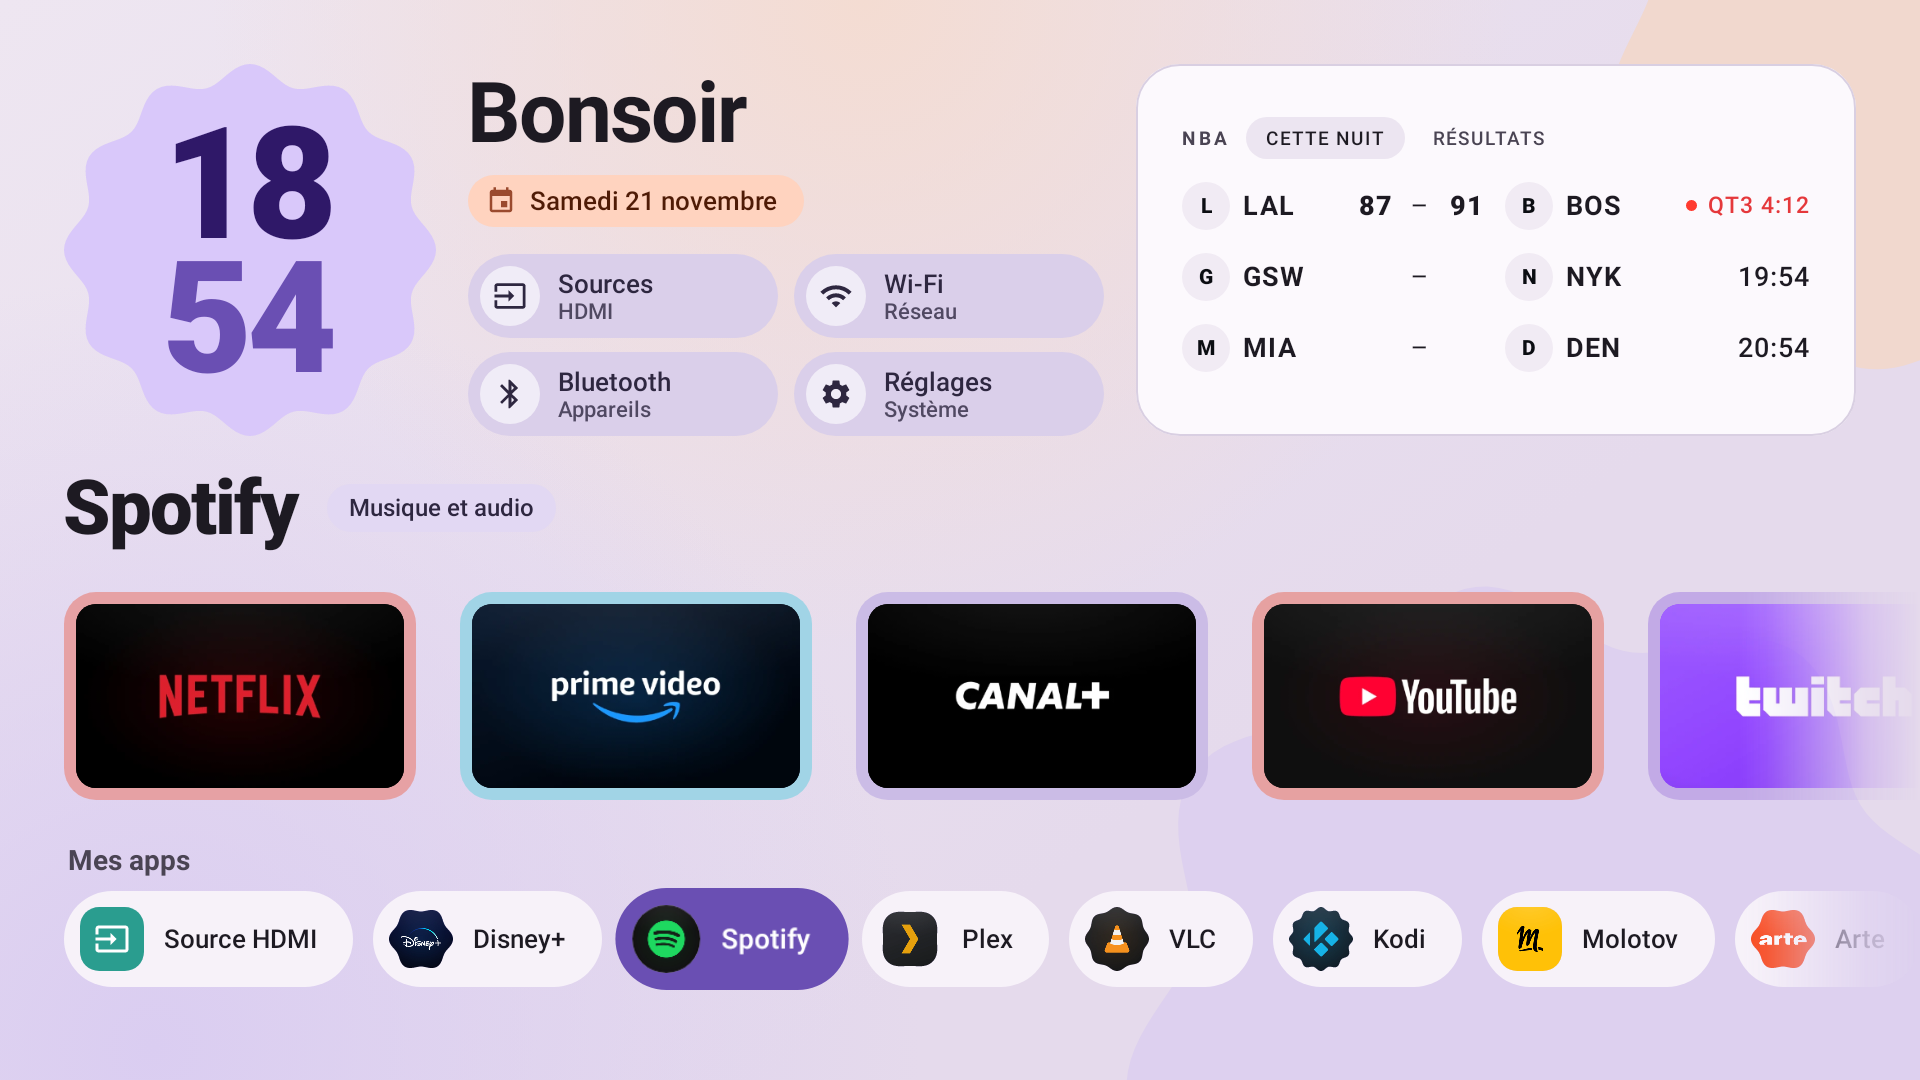 18
54
Bonsoir
Samedi 21 novembre
Sources
HDMI
Wi-Fi
Réseau
Bluetooth
Appareils
Réglages
Système
NBA CETTE NUIT RÉSULTATS
L LAL 87 – 91 B BOS QT3 4:12
G GSW – N NYK 19:54
M MIA – D DEN 20:54
Spotify Musique et audio
NETFLIX
prime video
CANAL+
YouTube
twitch
Mes apps
Source HDMI
Disney+ Disney+
Spotify
Plex
VLC
Kodi
M. Molotov
arte Arte